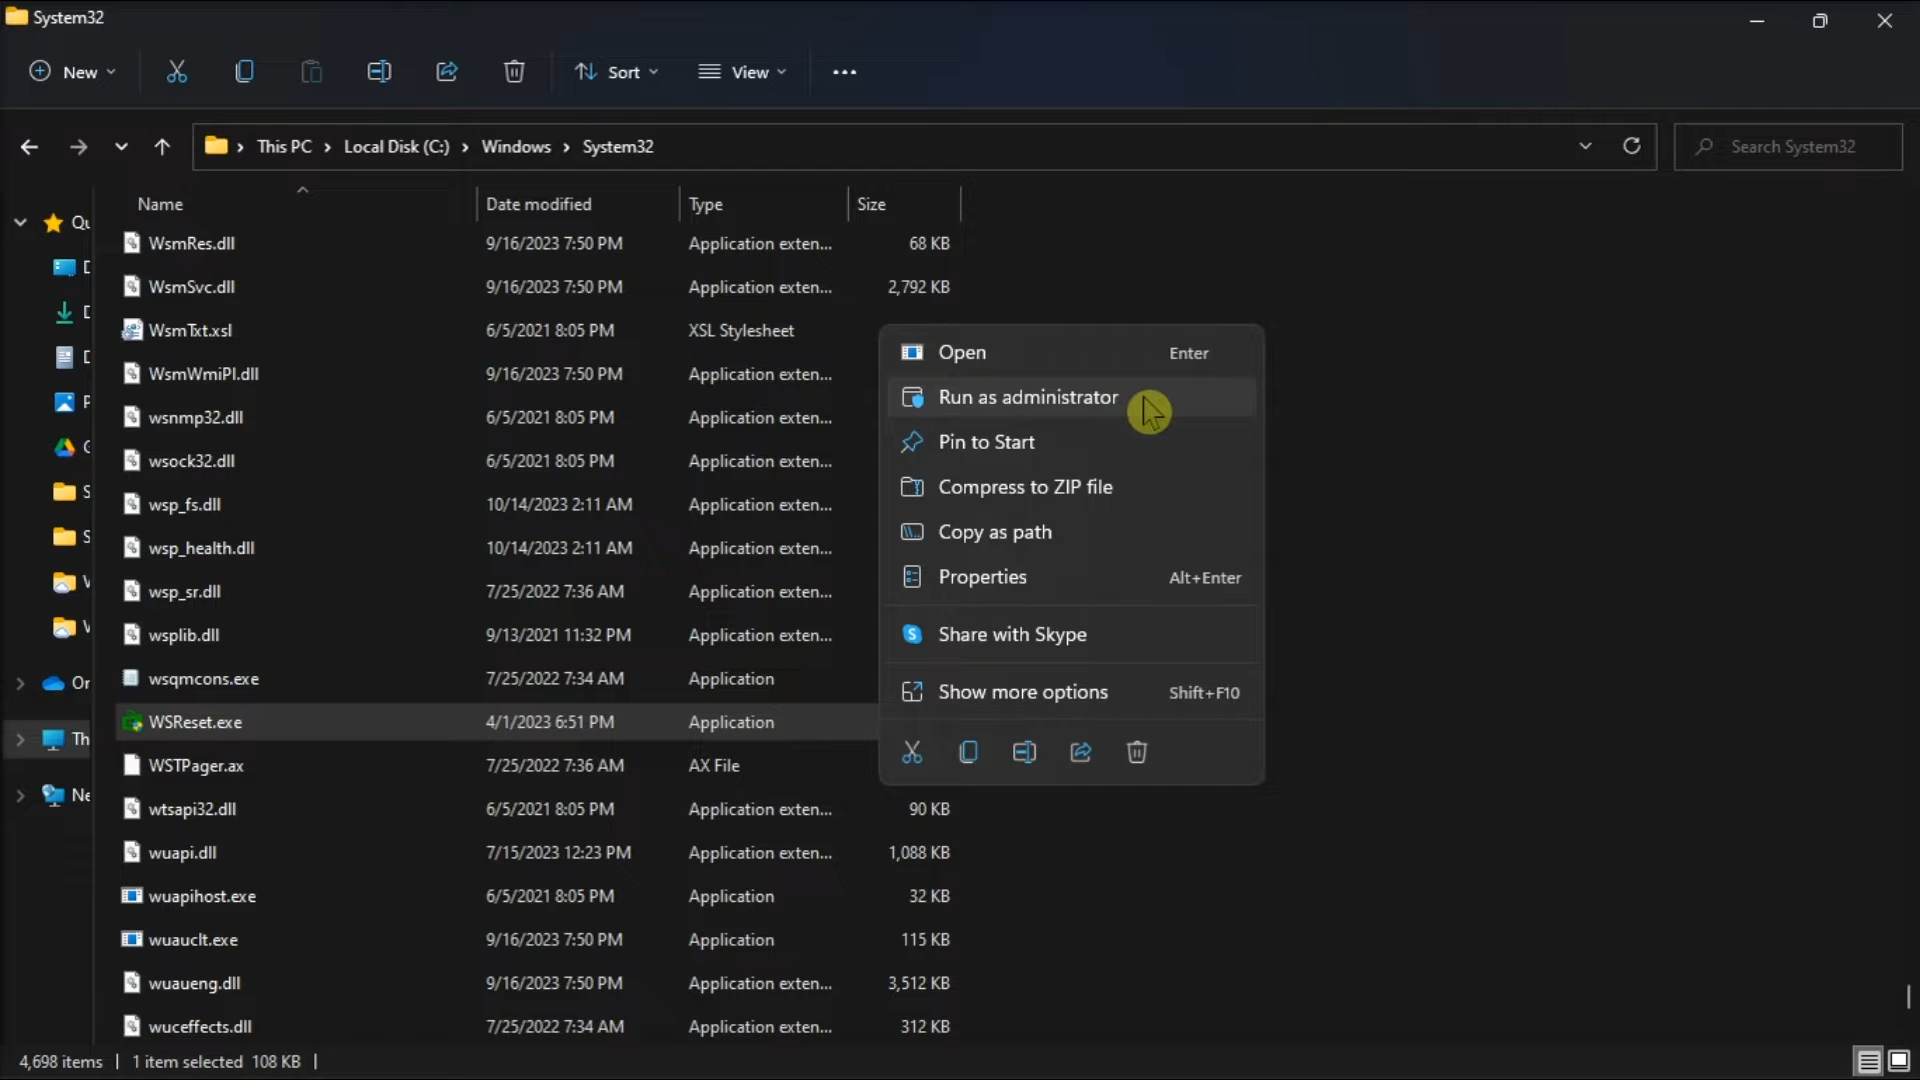 System32
New
Sort
View
This PC > Local Disk (C:) > Windows > System32
Search System32
Name Date modified Type Size
WsmRes.dll 9/16/2023 7:50 PM Application exten... 68 KB
WsmSvc.dll 9/16/2023 7:50 PM Application exten... 2,792 KB
WsmTxt.xsl 6/5/2021 8:05 PM XSL Stylesheet
WsmWmiPl.dll 9/16/2023 7:50 PM Application exten...
wsnmp32.dll 6/5/2021 8:05 PM Application exten...
wsock32.dll 6/5/2021 8:05 PM Application exten...
wsp_fs.dll 10/14/2023 2:11 AM Application exten...
wsp_health.dll 10/14/2023 2:11 AM Application exten...
wsp_sr.dll 7/25/2022 7:36 AM Application exten...
wsplib.dll 9/13/2021 11:32 PM Application exten...
wsqmcons.exe 7/25/2022 7:34 AM Application
WSReset.exe 4/1/2023 6:51 PM Application
WSTPager.ax 7/25/2022 7:36 AM AX File
wtsapi32.dll 6/5/2021 8:05 PM Application exten... 90 KB
wuapi.dll 7/15/2023 12:23 PM Application exten... 1,088 KB
wuapihost.exe 6/5/2021 8:05 PM Application 32 KB
wuauclt.exe 9/16/2023 7:50 PM Application 115 KB
wuaueng.dll 9/16/2023 7:50 PM Application exten... 3,512 KB
wuceffects.dll 7/25/2022 7:34 AM Application exten... 312 KB
Open Enter
Run as administrator
Pin to Start
Compress to ZIP file
Copy as path
Properties Alt+Enter
Share with Skype
Show more options Shift+F10
4,698 items | 1 item selected 108 KB |